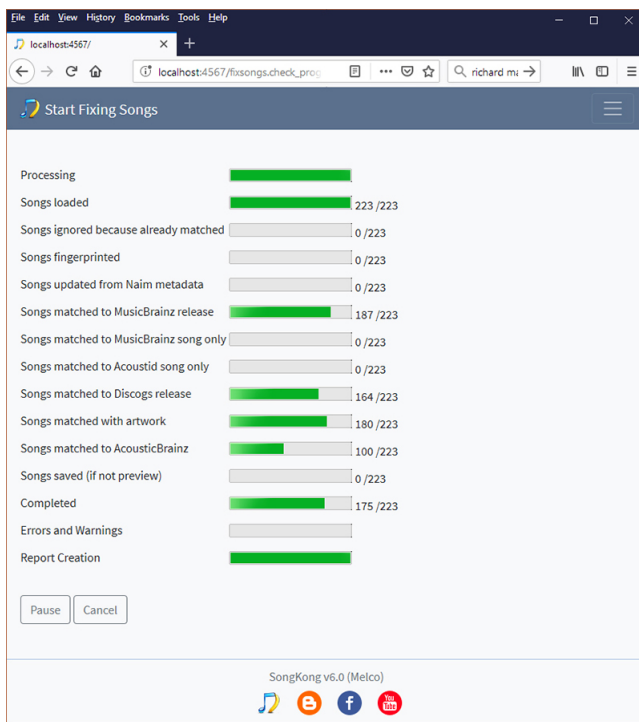 File Edit View History Bookmarks Tools Help
localhost:4567/
localhost:4567/fixsongs.check_prog
richard ma
Start Fixing Songs
Processing
Songs loaded 223 /223
Songs ignored because already matched 0 /223
Songs fingerprinted 0 /223
Songs updated from Naim metadata 0 /223
Songs matched to MusicBrainz release 187 /223
Songs matched to MusicBrainz song only 0 /223
Songs matched to Acoustid song only 0 /223
Songs matched to Discogs release 164 /223
Songs matched with artwork 180 /223
Songs matched to AcousticBrainz 100 /223
Songs saved (if not preview) 0 /223
Completed 175 /223
Errors and Warnings
Report Creation
Pause Cancel
SongKong v6.0 (Melco)
You Tube